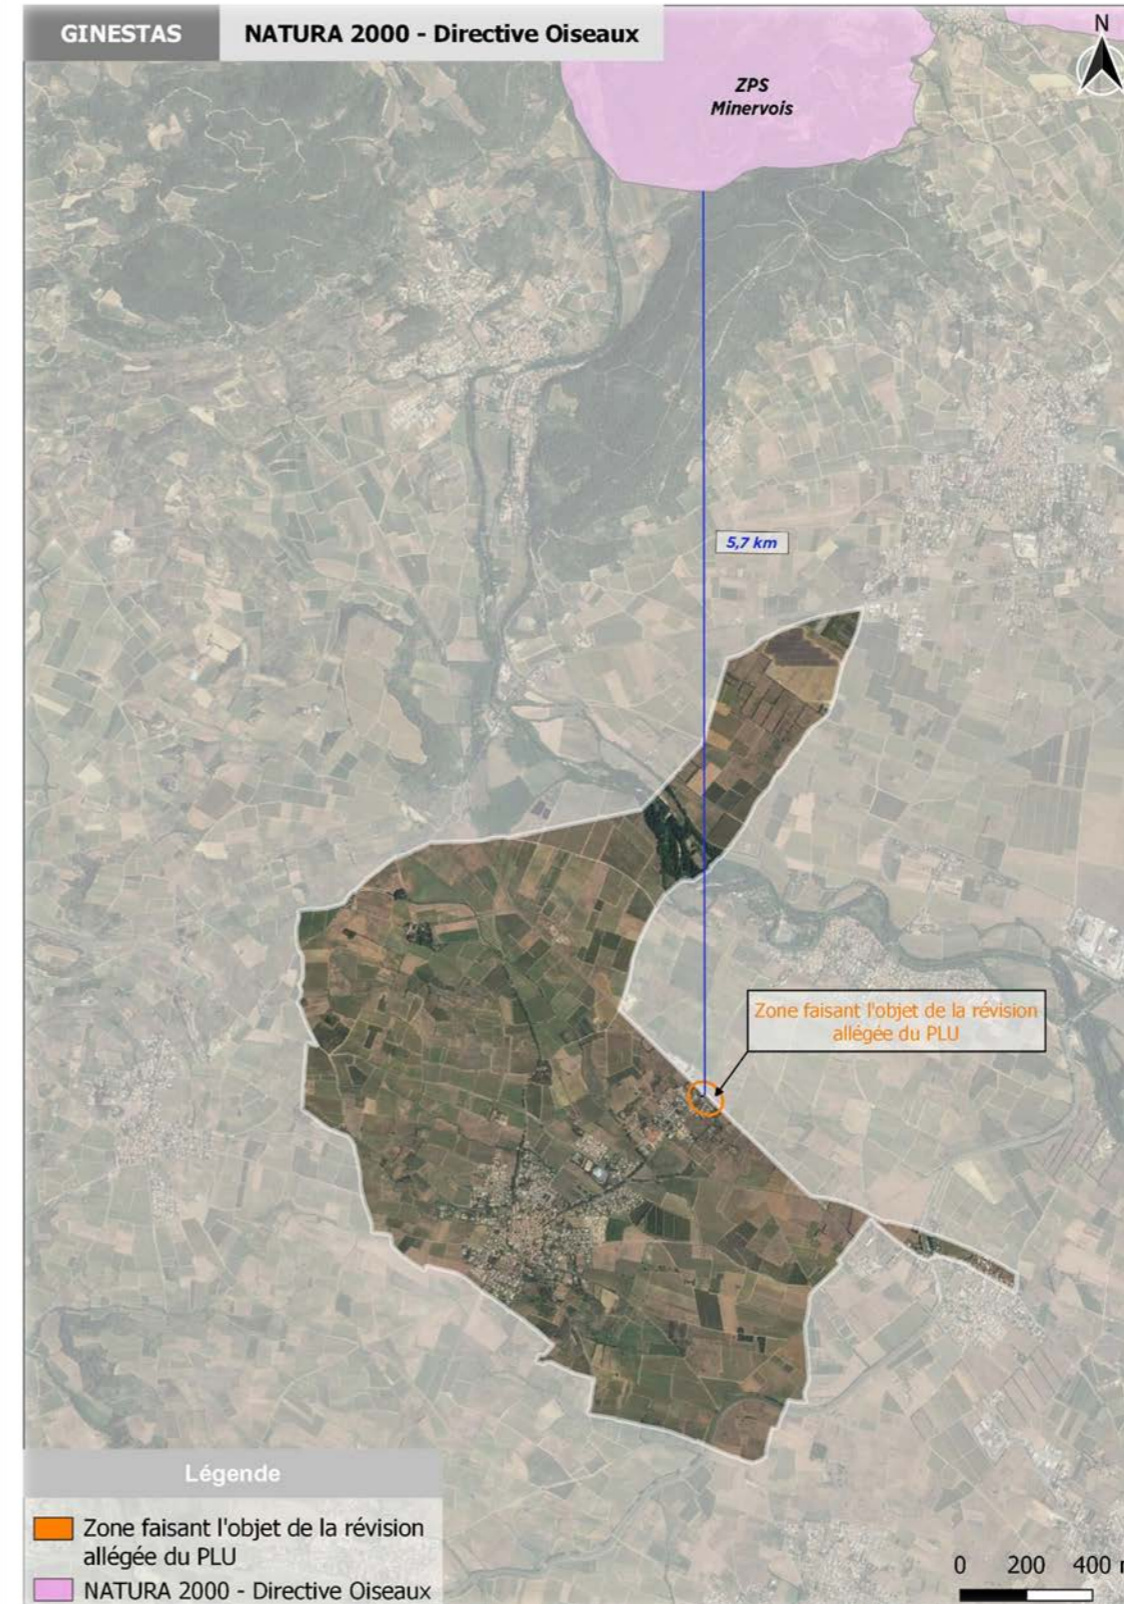 GINESTAS
NATURA 2000 - Directive Oiseaux
N
ZPS
Minervois
5,7 km
Zone faisant l'objet de la révision
allégée du PLU
Légende
Zone faisant l'objet de la révision
allégée du PLU
NATURA 2000 - Directive Oiseaux
0 200 400